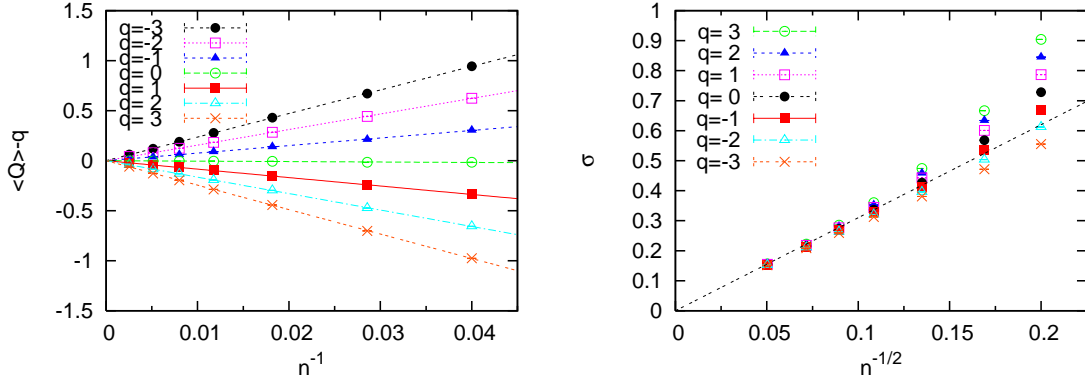 1.5
1
0.5
0
-0.5
-1
-1.5
<Q>-q
q=-3
q=-2
q=-1
q= 0
q= 1
q= 2
q= 3
0
0.01
0.02
0.03
0.04
n-1
1
0.9
0.8
0.7
0.6
0.5
0.4
0.3
0.2
0.1
0
σ
q= 3
q= 2
q= 1
q= 0
q=-1
q=-2
q=-3
0
0.05
0.1
0.15
0.2
n-1/2